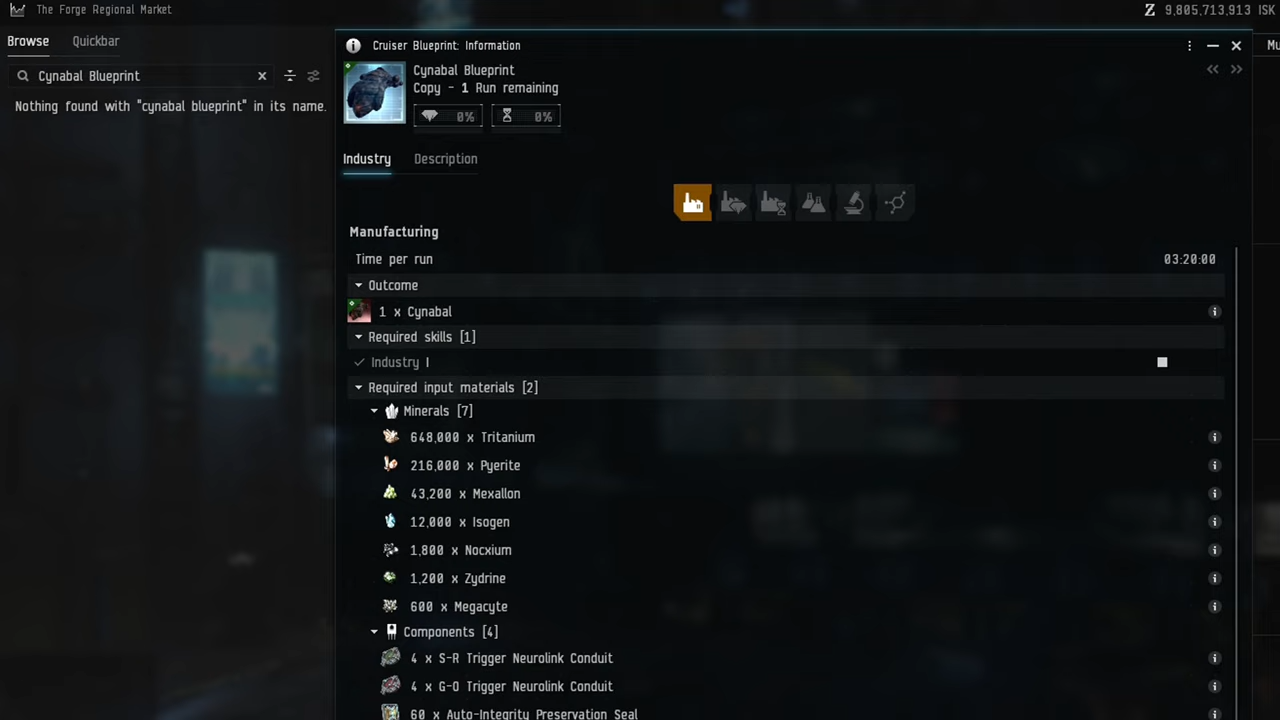 The Forge Regional Market
Z 9,805,713,913 ISK
Browse Quickbar
Cynabal Blueprint
Nothing found with "cynabal blueprint" in its name.
Cruiser Blueprint: Information
Cynabal Blueprint
Copy - 1 Run remaining
0% 0%
Industry Description
Manufacturing
Time per run 03:20:00
Outcome
1 x Cynabal
Required skills [1]
Industry I
Required input materials [2]
Minerals [7]
648,000 x Tritanium
216,000 x Pyerite
43,200 x Mexallon
12,000 x Isogen
1,800 x Nocxium
1,200 x Zydrine
600 x Megacyte
Components [4]
4 x S-R Trigger Neurolink Conduit
4 x G-O Trigger Neurolink Conduit
60 x Auto-Integrity Preservation Seal